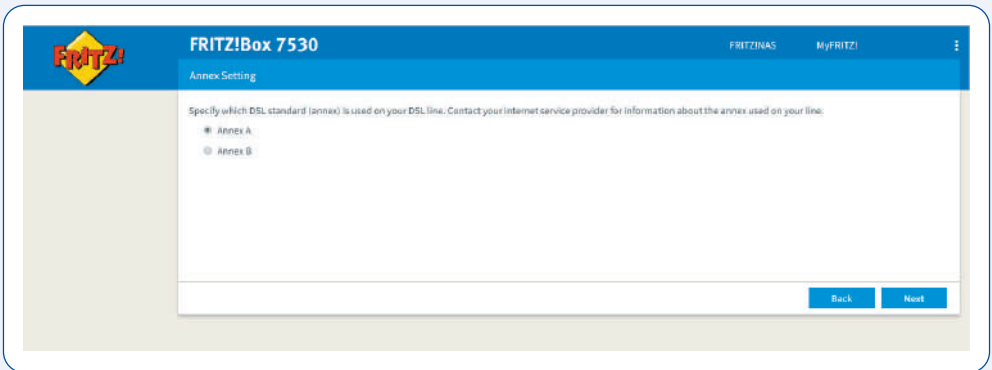 FRITZ!
FRITZ!Box 7530
FRITZ!NAS MyFRITZ!
Annex Setting
Specify which DSL standard (annex) is used on your DSL line. Contact your internet service provider for information about the annex used on your line.
Annex A
Annex B
Back Next